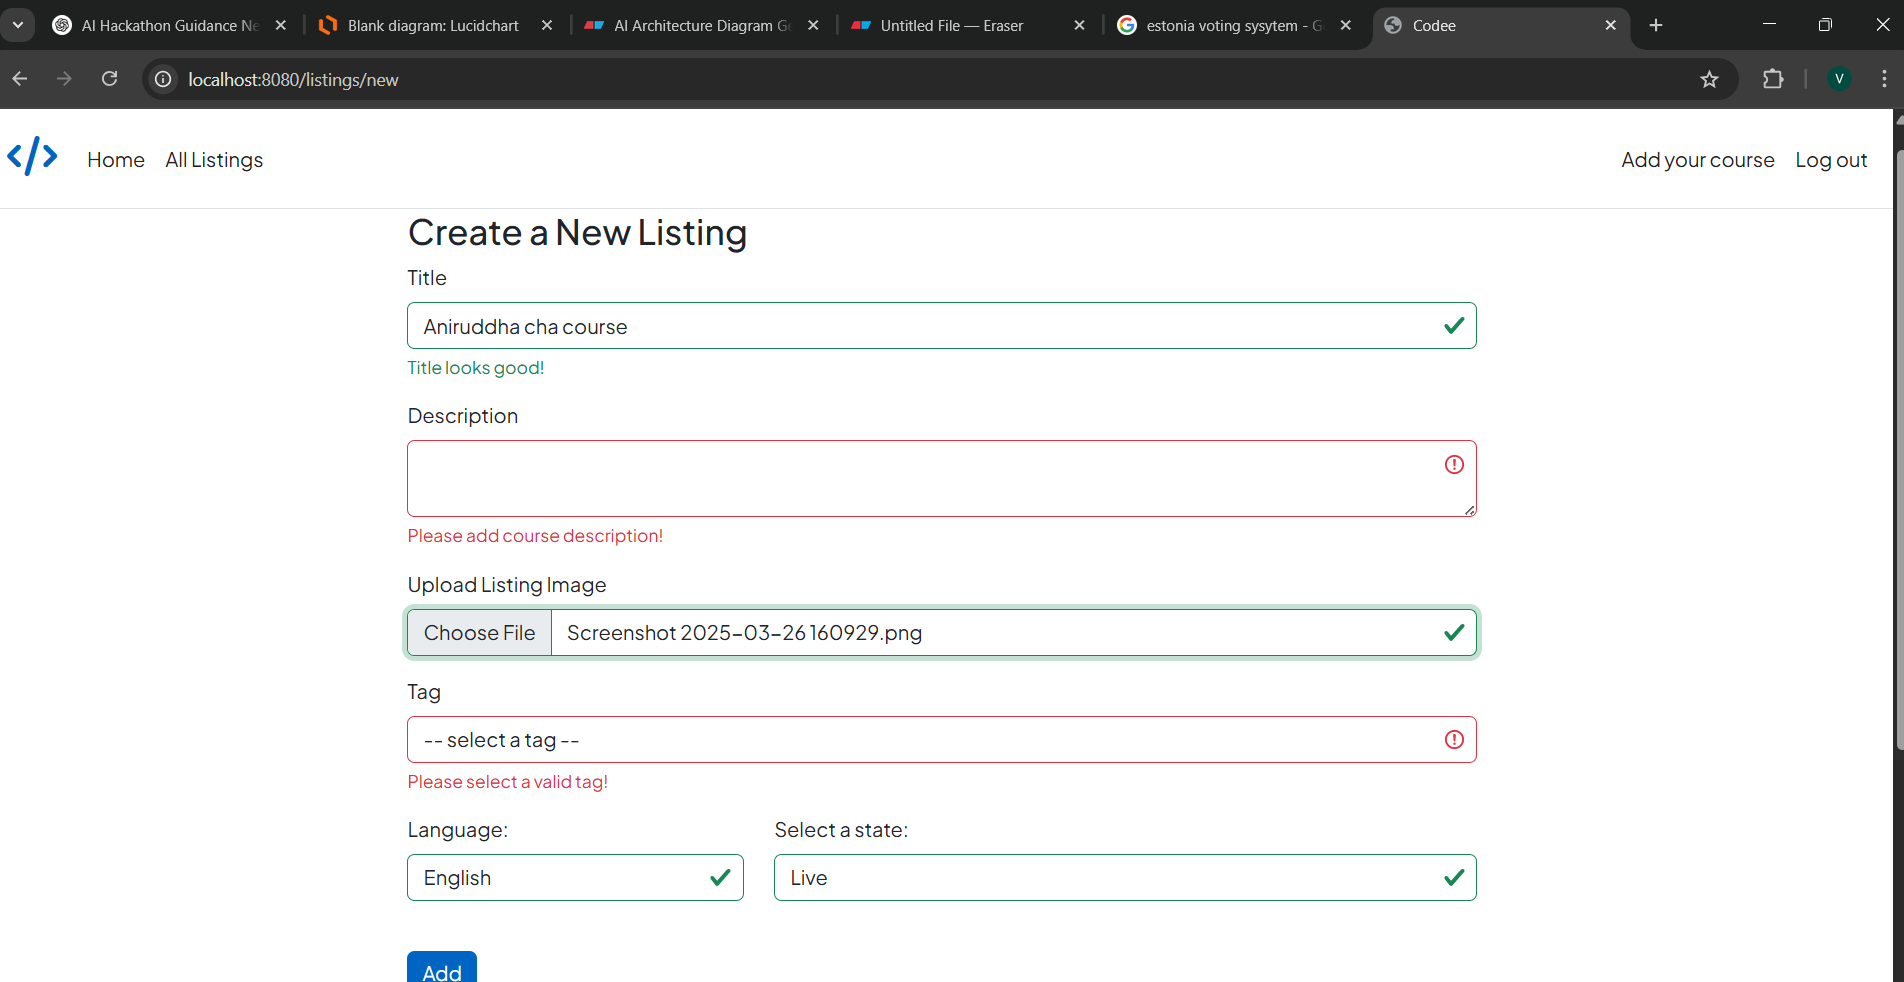 AI Hackathon Guidance Ne
Blank diagram: Lucidchart
AI Architecture Diagram Ge
Untitled File — Eraser
estonia voting sysytem - G
Codee
localhost:8080/listings/new
V
</>
Home
All Listings
Add your course
Log out
Create a New Listing
Title
Aniruddha cha course
Title looks good!
Description
Please add course description!
Upload Listing Image
Choose File
Screenshot 2025-03-26 160929.png
Tag
-- select a tag --
Please select a valid tag!
Language:
Select a state:
English
Live
Add